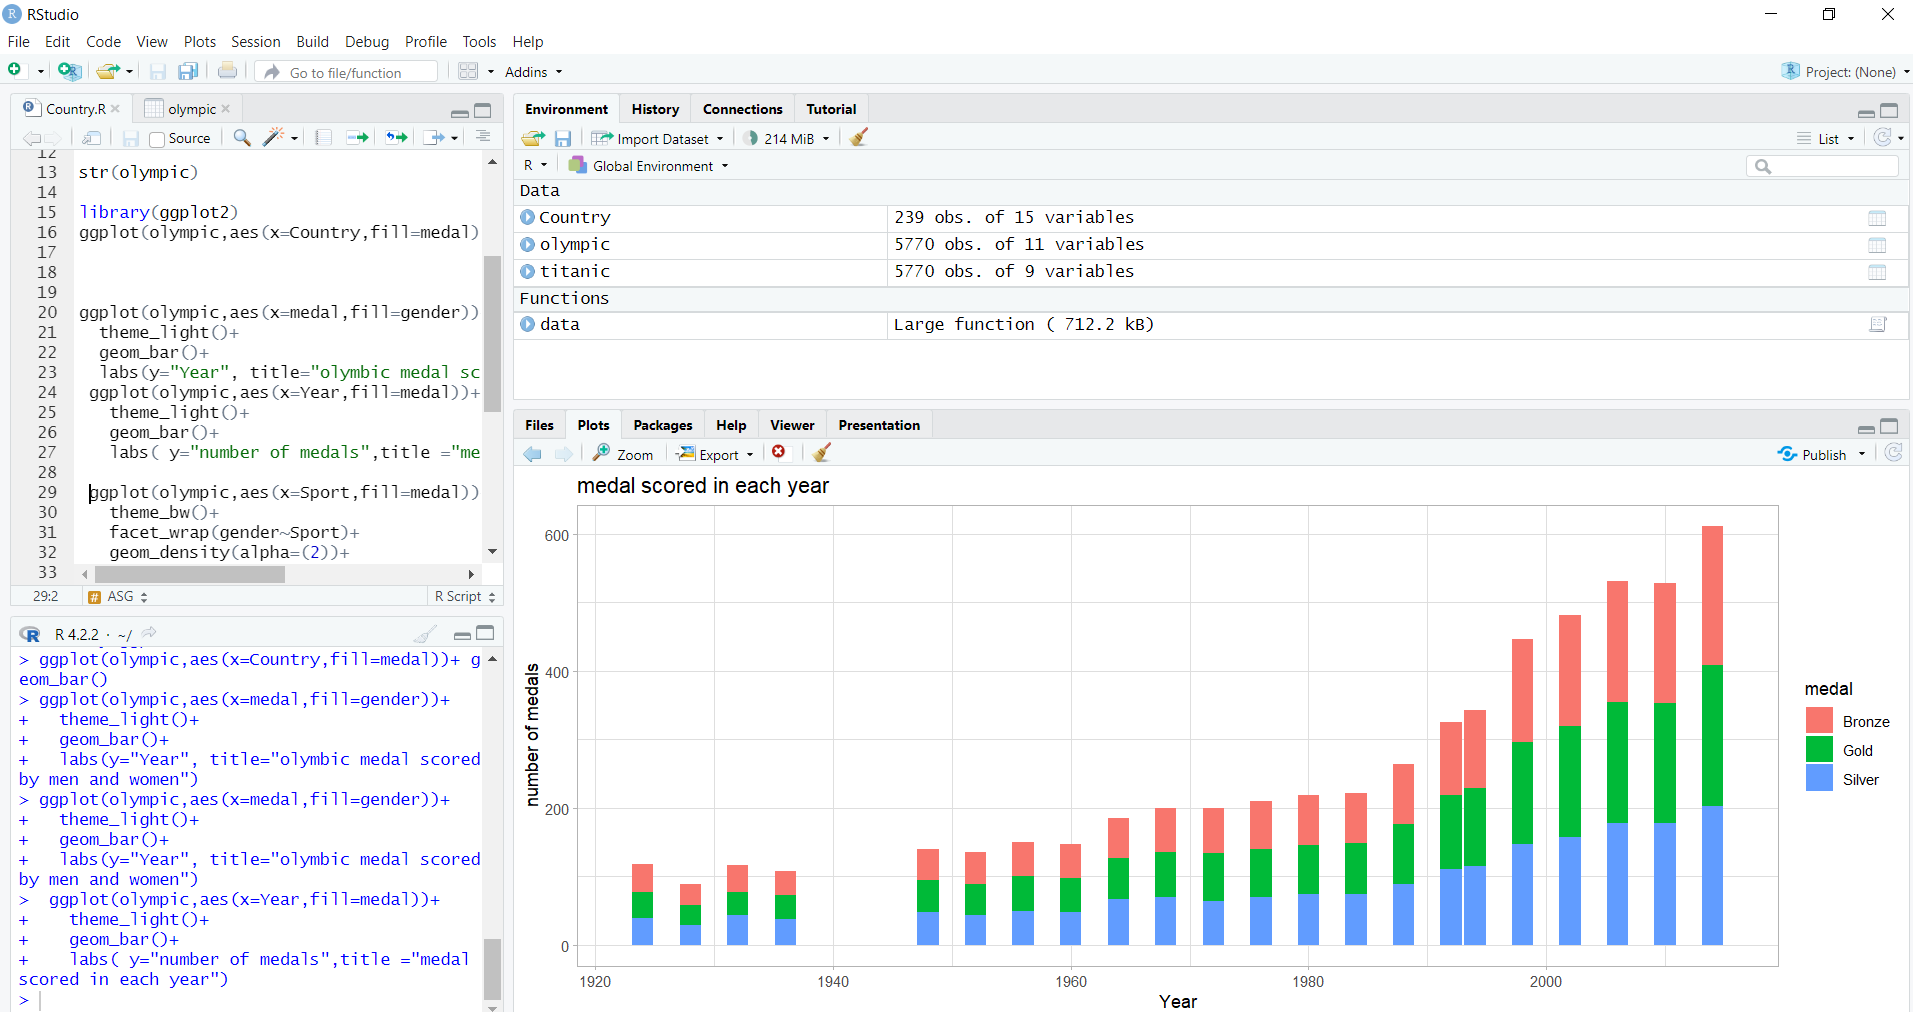 RStudio
File Edit Code View Plots Session Build Debug Profile Tools Help
Go to file/function
Addins
Project: (None)
Country.R
olympic
Source
12
13 str(olympic)
14
15 library(ggplot2)
16 ggplot(olympic,aes(x=Country,fill=medal)
17
18
19
20 ggplot(olympic,aes(x=medal,fill=gender))
21 theme_light()+
22 geom_bar()+
23 labs(y="Year", title="olymbic medal sc
24 ggplot(olympic,aes(x=Year,fill=medal))+
25 theme_light()+
26 geom_bar()+
27 labs( y="number of medals",title ="me
28
29 ggplot(olympic,aes(x=Sport,fill=medal))
30 theme_bw()+
31 facet_wrap(gender~Sport)+
32 geom_density(alpha=(2))+
33
29:2
# ASG
R Script
R R 4.2.2 · ~/
> ggplot(olympic,aes(x=Country,fill=medal))+ g
eom_bar()
> ggplot(olympic,aes(x=medal,fill=gender))+
+ theme_light()+
+ geom_bar()+
+ labs(y="Year", title="olymbic medal scored
by men and women")
> ggplot(olympic,aes(x=medal,fill=gender))+
+ theme_light()+
+ geom_bar()+
+ labs(y="Year", title="olymbic medal scored
by men and women")
> ggplot(olympic,aes(x=Year,fill=medal))+
+ theme_light()+
+ geom_bar()+
+ labs( y="number of medals",title ="medal
scored in each year")
>
Environment History Connections Tutorial
Import Dataset 214 MiB List
R Global Environment
Data
Country 239 obs. of 15 variables
olympic 5770 obs. of 11 variables
titanic 5770 obs. of 9 variables
Functions
data Large function ( 712.2 kB)
Files Plots Packages Help Viewer Presentation
Zoom Export Publish
medal scored in each year
number of medals
600
400
200
0
1920 1940 1960 1980 2000
Year
medal
Bronze
Gold
Silver